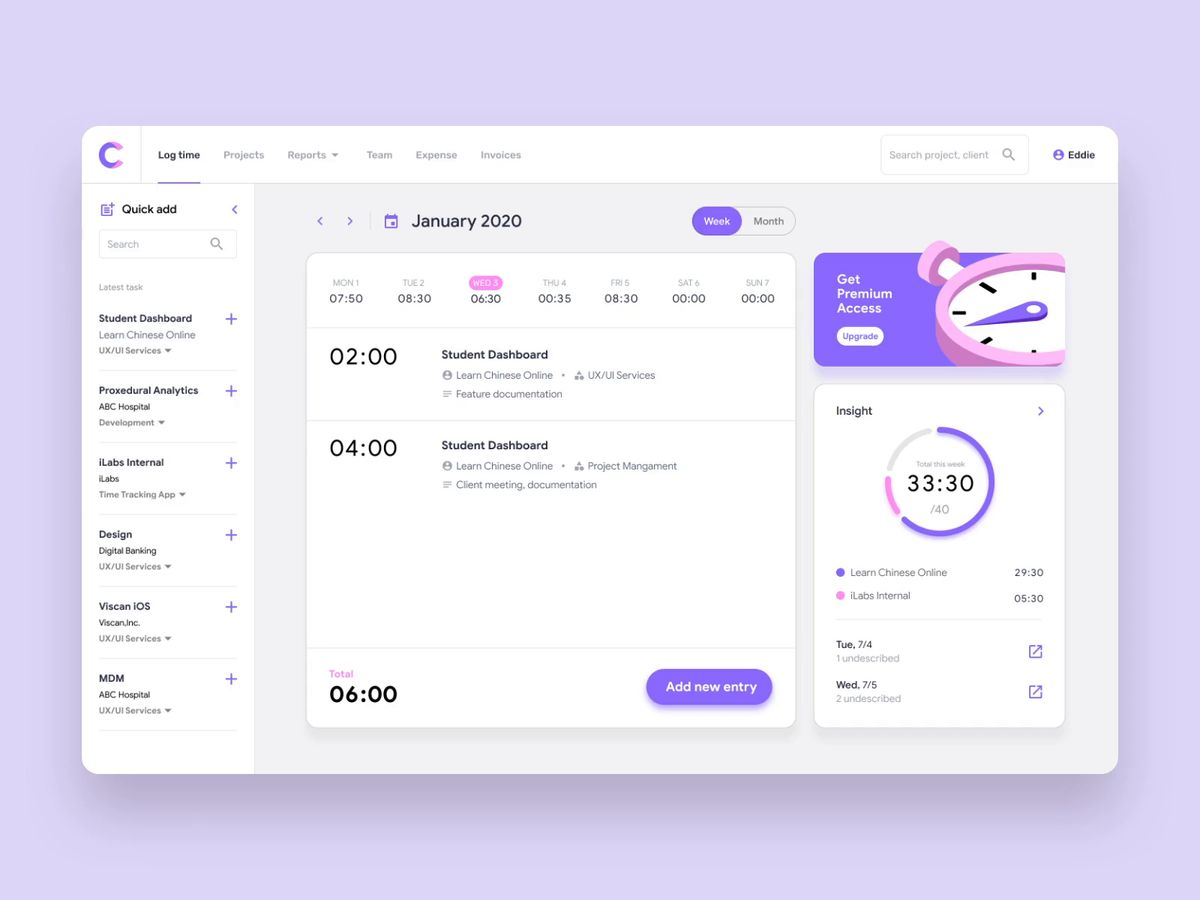 Log time
Projects
Reports
Team
Expense
Invoices
Search project, client
Eddie
Quick add
Search
Latest task
Student Dashboard
Learn Chinese Online
UX/UI Services
Proxedural Analytics
ABC Hospital
Development
iLabs Internal
iLabs
Time Tracking App
Design
Digital Banking
UX/UI Services
Viscan iOS
Viscan,Inc.
UX/UI Services
MDM
ABC Hospital
UX/UI Services
January 2020
Week
Month
MON 1
07:50
TUE 2
08:30
WED 3
06:30
THU 4
00:35
FRI 5
08:30
SAT 6
00:00
SUN 7
00:00
02:00
Student Dashboard
Learn Chinese Online • UX/UI Services
Feature documentation
04:00
Student Dashboard
Learn Chinese Online • Project Mangament
Client meeting, documentation
Total
06:00
Add new entry
Get
Premium
Access
Upgrade
Insight
Total this week
33:30
/40
Learn Chinese Online 29:30
iLabs Internal 05:30
Tue, 7/4
1 undescribed
Wed, 7/5
2 undescribed